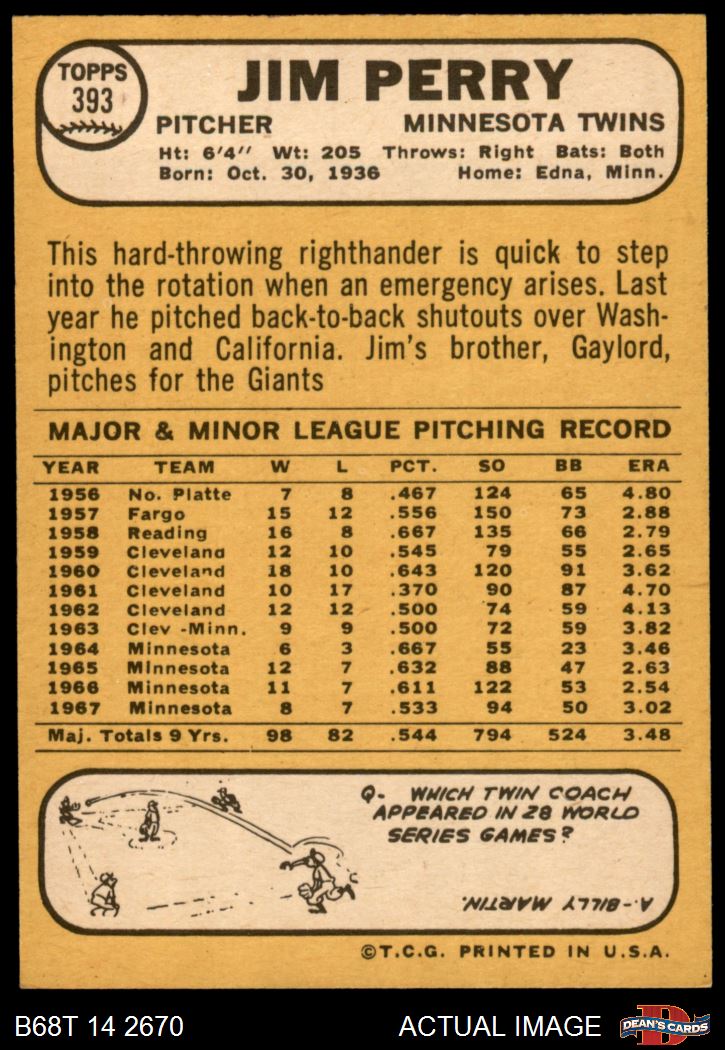 TOPPS
393
JIM PERRY
PITCHER MINNESOTA TWINS
Ht: 6'4" Wt: 205 Throws: Right Bats: Both
Born: Oct. 30, 1936 Home: Edna, Minn.
This hard-throwing righthander is quick to step
into the rotation when an emergency arises. Last
year he pitched back-to-back shutouts over Wash-
ington and California. Jim's brother, Gaylord,
pitches for the Giants
MAJOR & MINOR LEAGUE PITCHING RECORD
YEAR TEAM W L PCT. SO BB ERA
1956 No. Platte 7 8 .467 124 65 4.80
1957 Fargo 15 12 .556 150 73 2.88
1958 Reading 16 8 .667 135 66 2.79
1959 Cleveland 12 10 .545 79 55 2.65
1960 Cleveland 18 10 .643 120 91 3.62
1961 Cleveland 10 17 .370 90 87 4.70
1962 Cleveland 12 12 .500 74 59 4.13
1963 Clev -Minn. 9 9 .500 72 59 3.82
1964 Minnesota 6 3 .667 55 23 3.46
1965 Minnesota 12 7 .632 88 47 2.63
1966 Minnesota 11 7 .611 122 53 2.54
1967 Minnesota 8 7 .533 94 50 3.02
Maj. Totals 9 Yrs. 98 82 .544 794 524 3.48
Q- WHICH TWIN COACH
APPEARED IN 28 WORLD
SERIES GAMES?
A-BILLY MARTIN.
©T.C.G. PRINTED IN U.S.A.
B68T 14 2670 ACTUAL IMAGE
D
DEAN'S CARDS